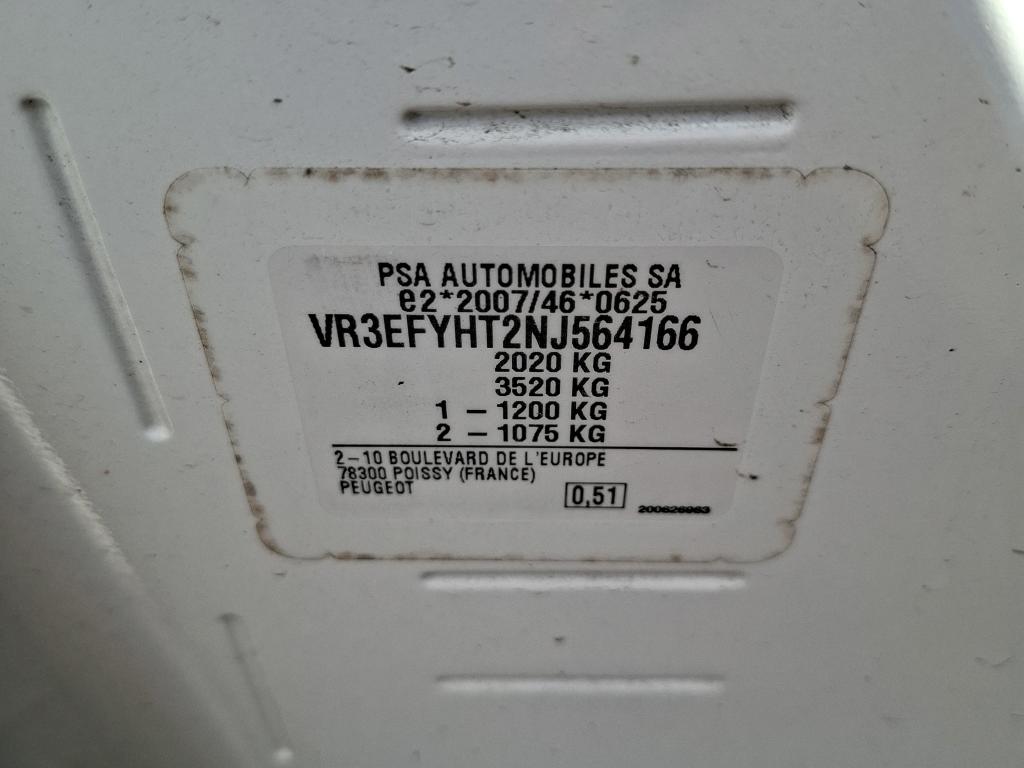 PSA AUTOMOBILES SA
e2*2007/46*0625
VR3EFYHT2NJ564166
2020 KG
3520 KG
1 - 1200 KG
2 - 1075 KG
2-10 BOULEVARD DE L'EUROPE
78300 POISSY (FRANCE)
PEUGEOT
0,51
200626963